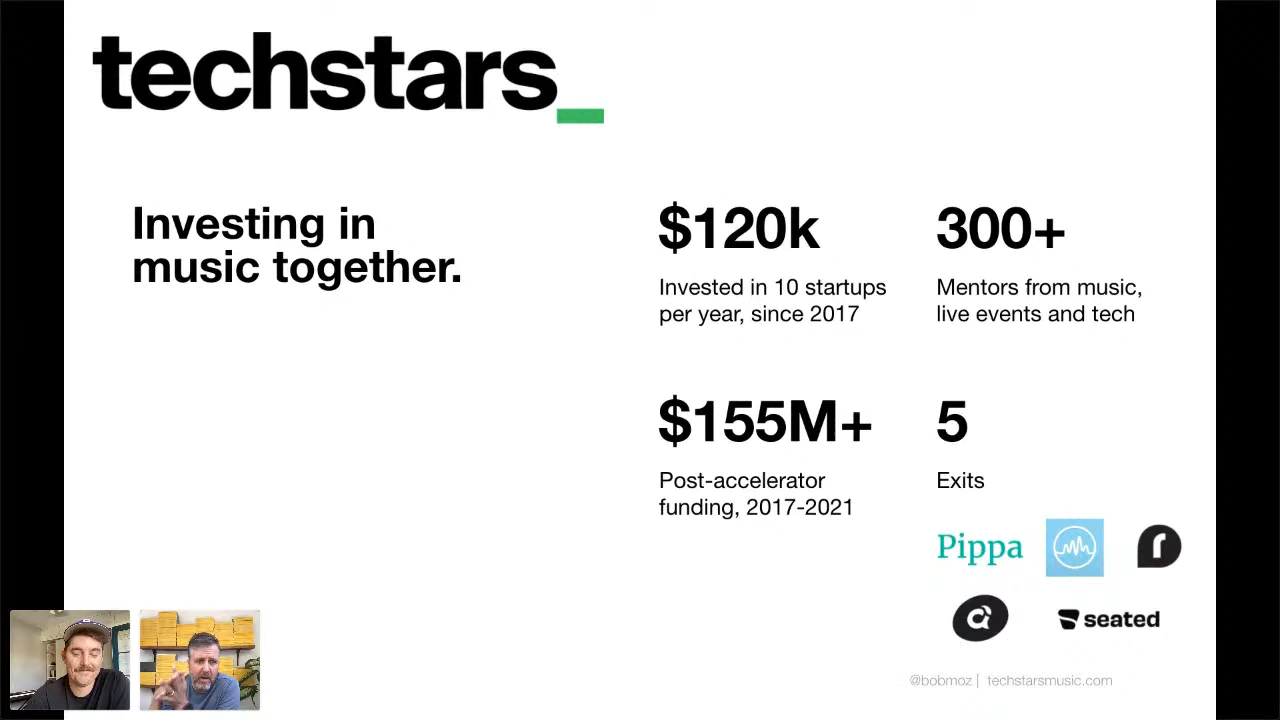 techstars_
Investing in
music together.
$120k
Invested in 10 startups
per year, since 2017
300+
Mentors from music,
live events and tech
$155M+
Post-accelerator
funding, 2017-2021
5
Exits
Pippa
r
a
seated
@bobmoz | techstarsmusic.com